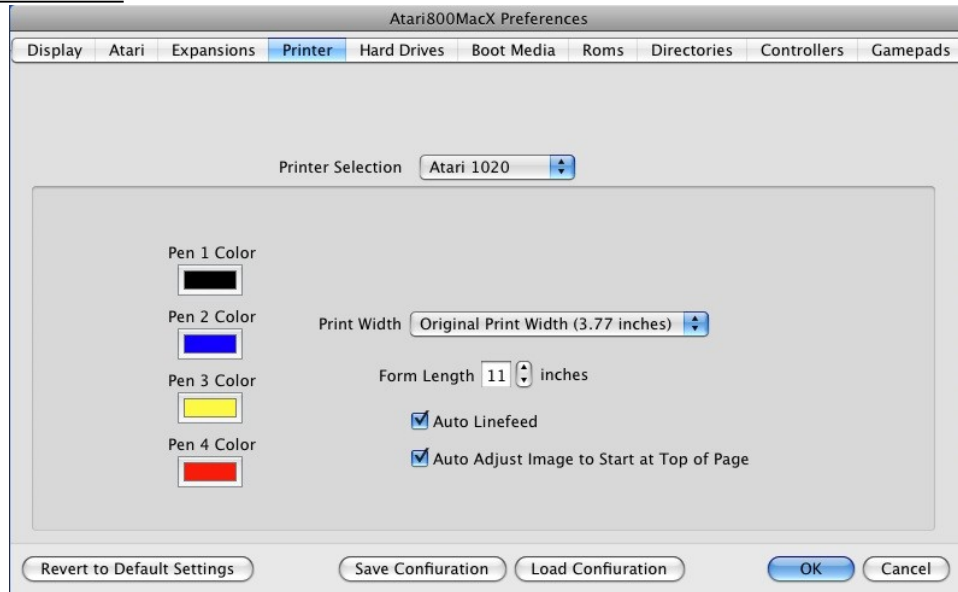 Atari800MacX Preferences
Display Atari Expansions Printer Hard Drives Boot Media Roms Directories Controllers Gamepads
Printer Selection Atari 1020
Pen 1 Color
Pen 2 Color
Print Width Original Print Width (3.77 inches)
Pen 3 Color
Form Length 11 inches
Auto Linefeed
Pen 4 Color
Auto Adjust Image to Start at Top of Page
Revert to Default Settings Save Confiuration Load Confiuration OK Cancel